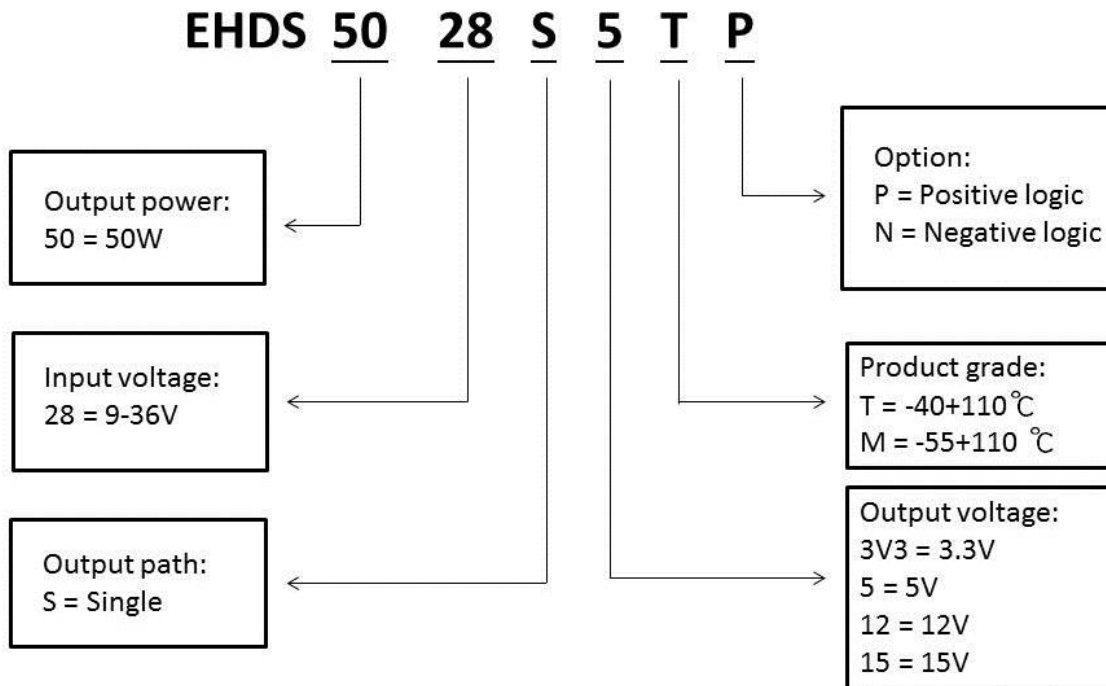 EHDS 50 28 S 5 T P
Output power:
50 = 50W
Input voltage:
28 = 9-36V
Output path:
S = Single
Option:
P = Positive logic
N = Negative logic
Product grade:
T = -40+110℃
M = -55+110 ℃
Output voltage:
3V3 = 3.3V
5 = 5V
12 = 12V
15 = 15V